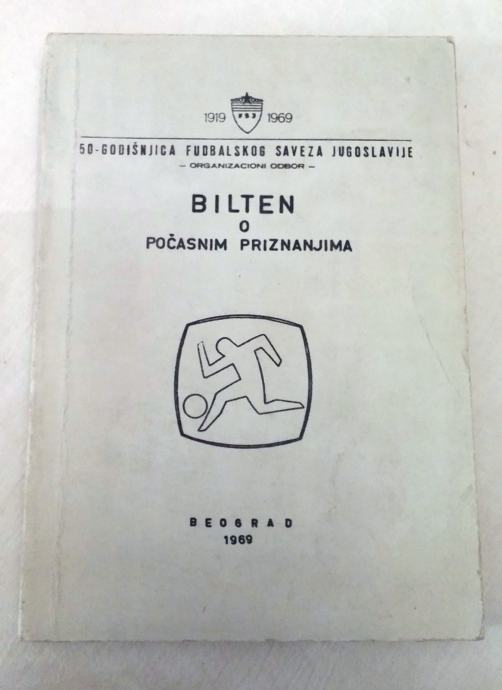 1919 FSJ 1969
50-GODIŠNJICA FUDBALSKOG SAVEZA JUGOSLAVIJE
– ORGANIZACIONI ODBOR –
BILTEN
O
POČASNIM PRIZNANJIMA
BEOGRAD
1969